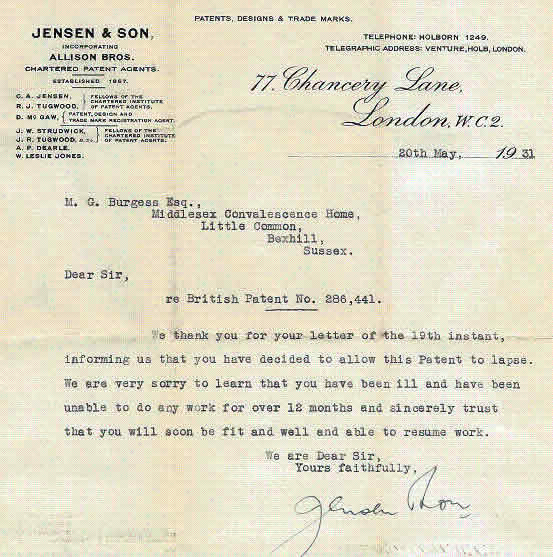 PATENTS, DESIGNS & TRADE MARKS.
JENSEN & SON,
INCORPORATING
ALLISON BROS.
CHARTERED PATENT AGENTS.
ESTABLISHED 1867.
C. A. JENSEN,
R. J. TUGWOOD,
FELLOWS OF THE
CHARTERED INSTITUTE
OF PATENT AGENTS.
D. McGAW,
PATENT, DESIGN AND
TRADE MARK REGISTRATION AGENT.
J. W. STRUDWICK,
J. R. TUGWOOD, B.Sc.
FELLOWS OF THE
CHARTERED INSTITUTE
OF PATENT AGENTS.
A. P. DEARLE,
W. LESLIE JONES.
TELEPHONE: HOLBORN 1249.
TELEGRAPHIC ADDRESS: VENTURE, HOLB, LONDON.
77, Chancery Lane,
London, W.C.2.
20th May, 1931
M. G. Burgess Esq.,
Middlesex Convalescence Home,
Little Common,
Bexhill,
Sussex.
Dear Sir,
re British Patent No. 286,441.
We thank you for your letter of the 19th instant,
informing us that you have decided to allow this Patent to lapse.
We are very sorry to learn that you have been ill and have been
unable to do any work for over 12 months and sincerely trust
that you will soon be fit and well and able to resume work.
We are Dear Sir,
Yours faithfully,
Jensen & Son